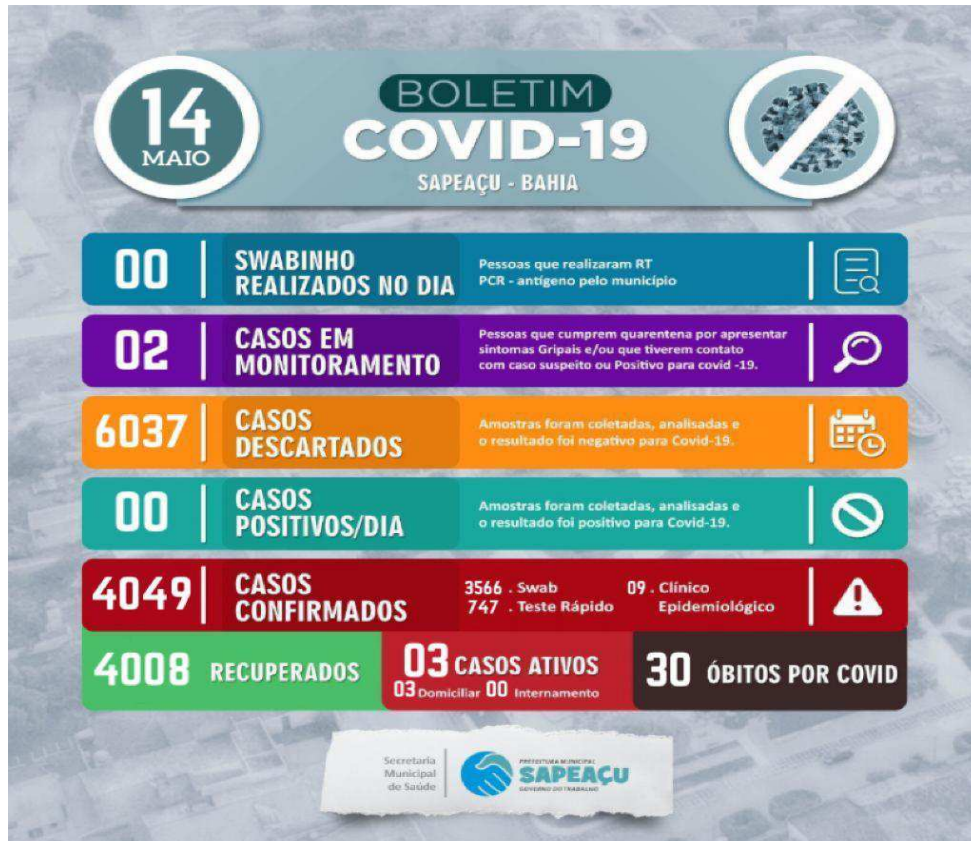 14
MAIO
BOLETIM
COVID-19
SAPEAÇU - BAHIA
00
SWABINHO
REALIZADOS NO DIA
Pessoas que realizaram RT
PCR - antígeno pelo município
02
CASOS EM
MONITORAMENTO
Pessoas que cumprem quarentena por apresentar
sintomas Gripais e/ou que tiverem contato
com caso suspeito ou Positivo para covid -19.
6037
CASOS
DESCARTADOS
Amostras foram coletadas, analisadas e
o resultado foi negativo para Covid-19.
00
CASOS
POSITIVOS/DIA
Amostras foram coletadas, analisadas e
o resultado foi positivo para Covid-19.
4049
CASOS
CONFIRMADOS
3566 . Swab
747 . Teste Rápido
09 . Clínico
Epidemiológico
4008 RECUPERADOS
03 CASOS ATIVOS
03 Domiciliar 00 Internamento
30 ÓBITOS POR COVID
Secretaria
Municipal
de Saúde
PREFEITURA MUNICIPAL
SAPEAÇU
GOVERNO DO TRABALHO